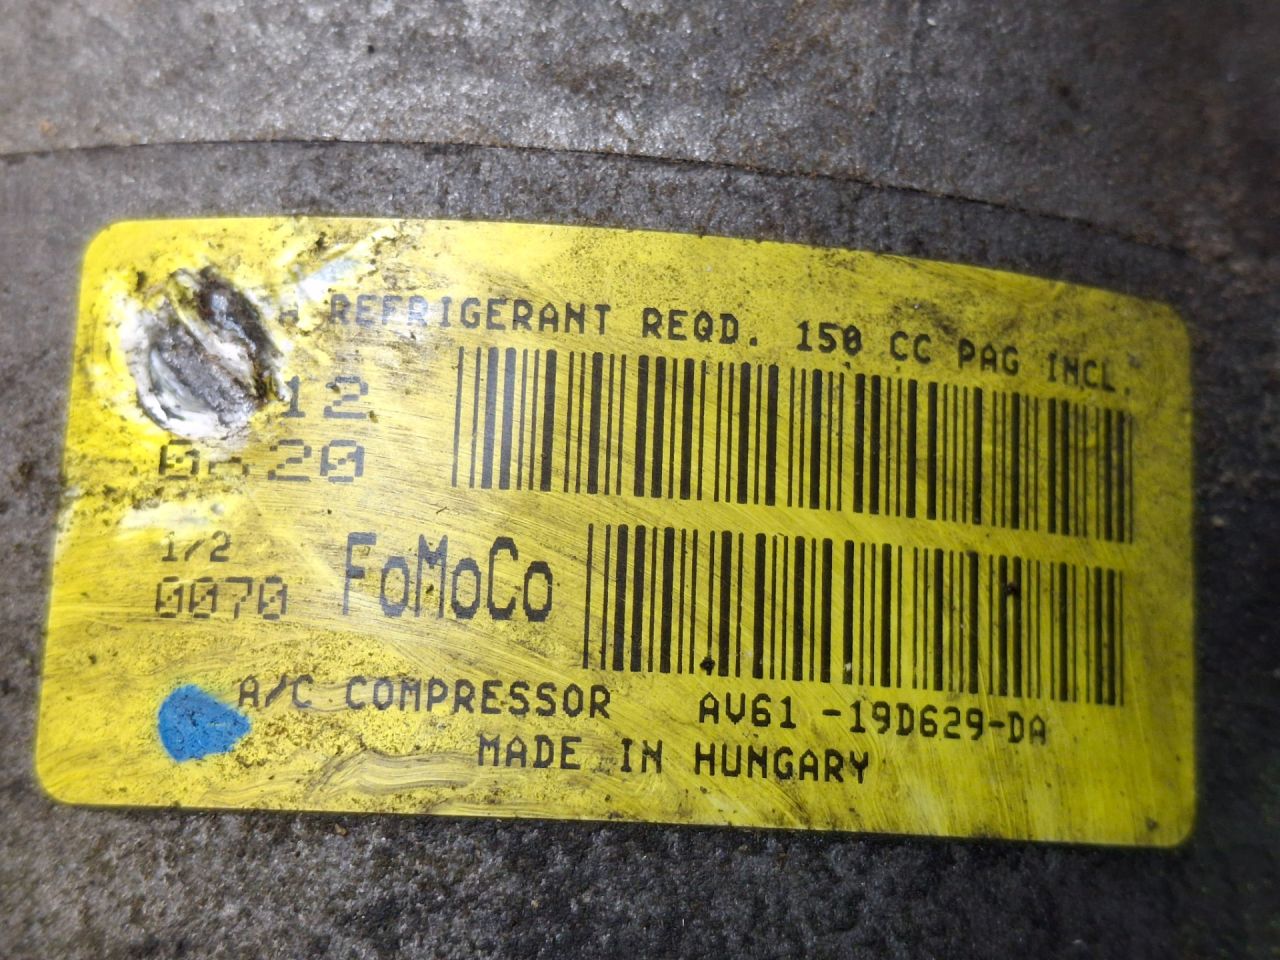 REFRIGERANT REQD. 150 CC PAG INCL.
12
1/2
0070 FoMoCo
A/C COMPRESSOR AV61-19D629-DA
MADE IN HUNGARY